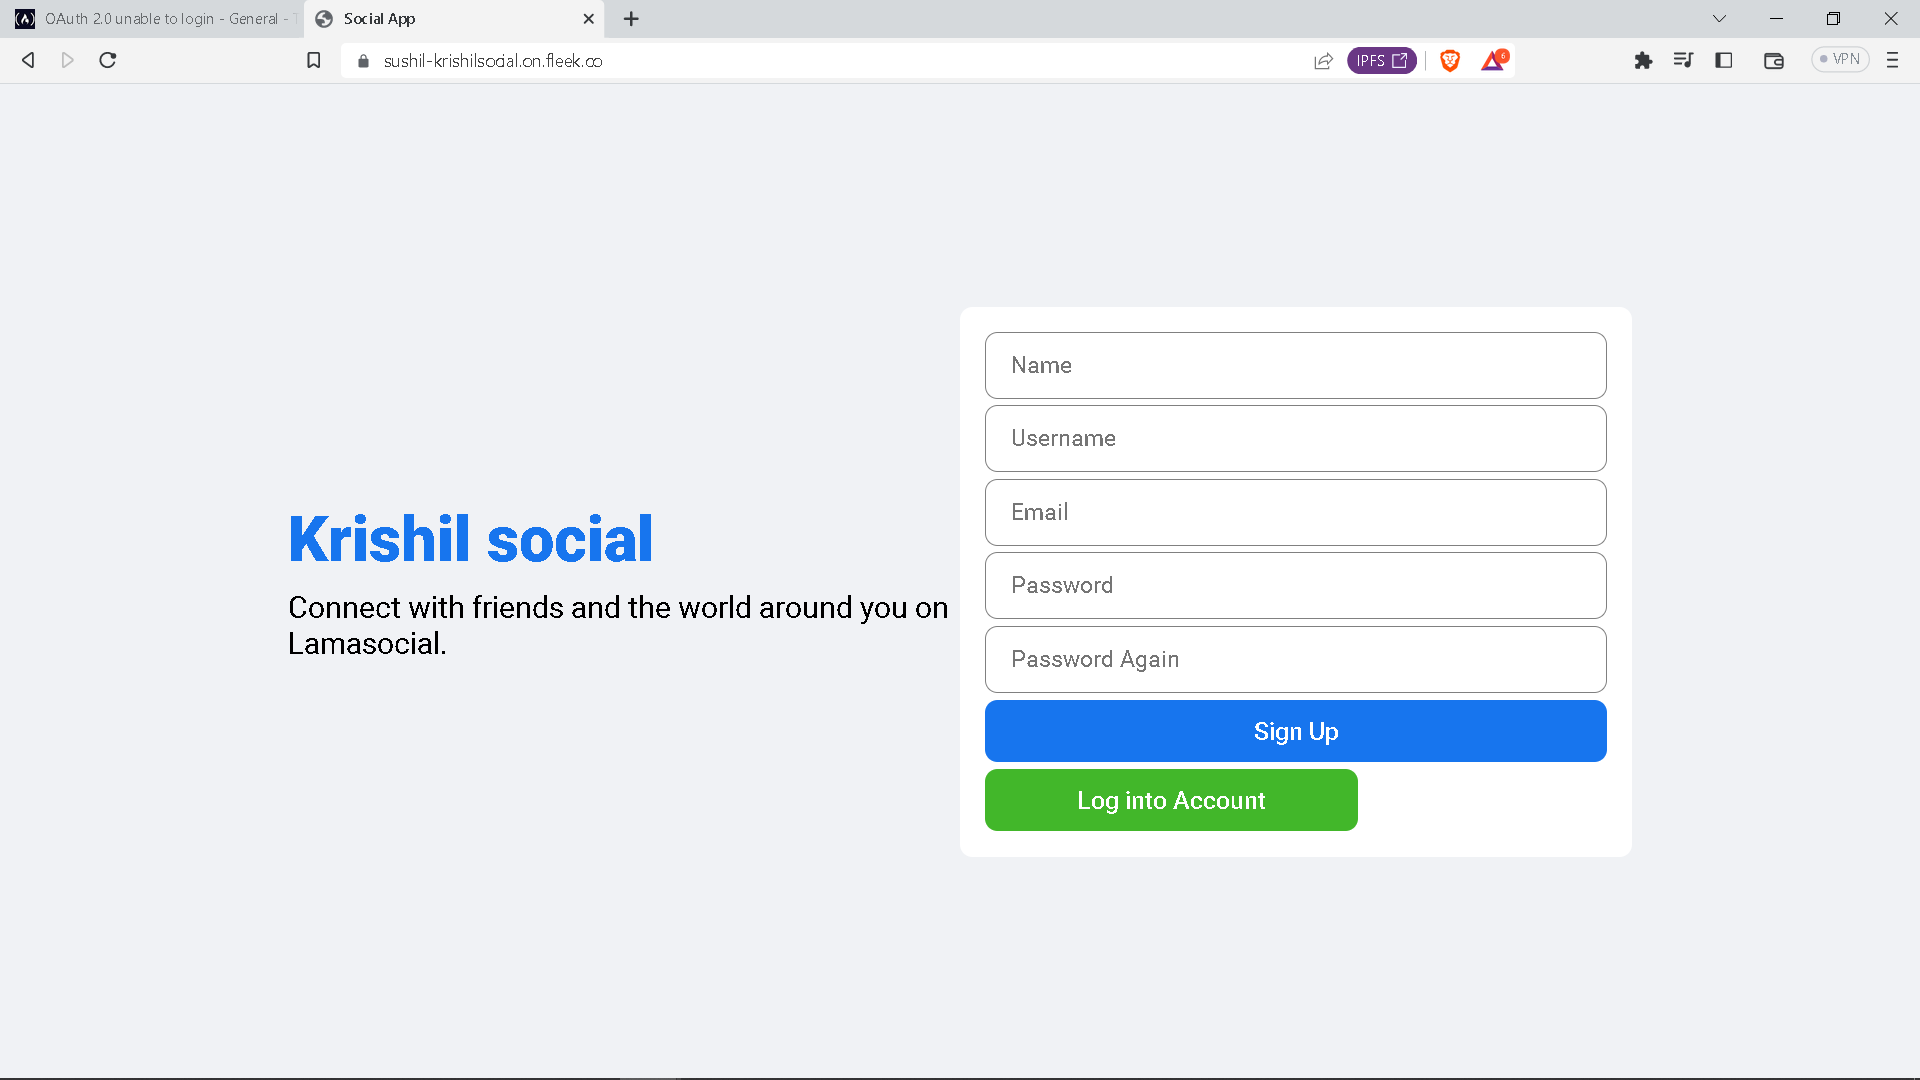 OAuth 2.0 unable to login - General - T
Social App
sushil-krishilsocial.on.fleek.co
IPFS
6
VPN
Krishil social
Connect with friends and the world around you on
Lamasocial.
Name
Username
Email
Password
Password Again
Sign Up
Log into Account